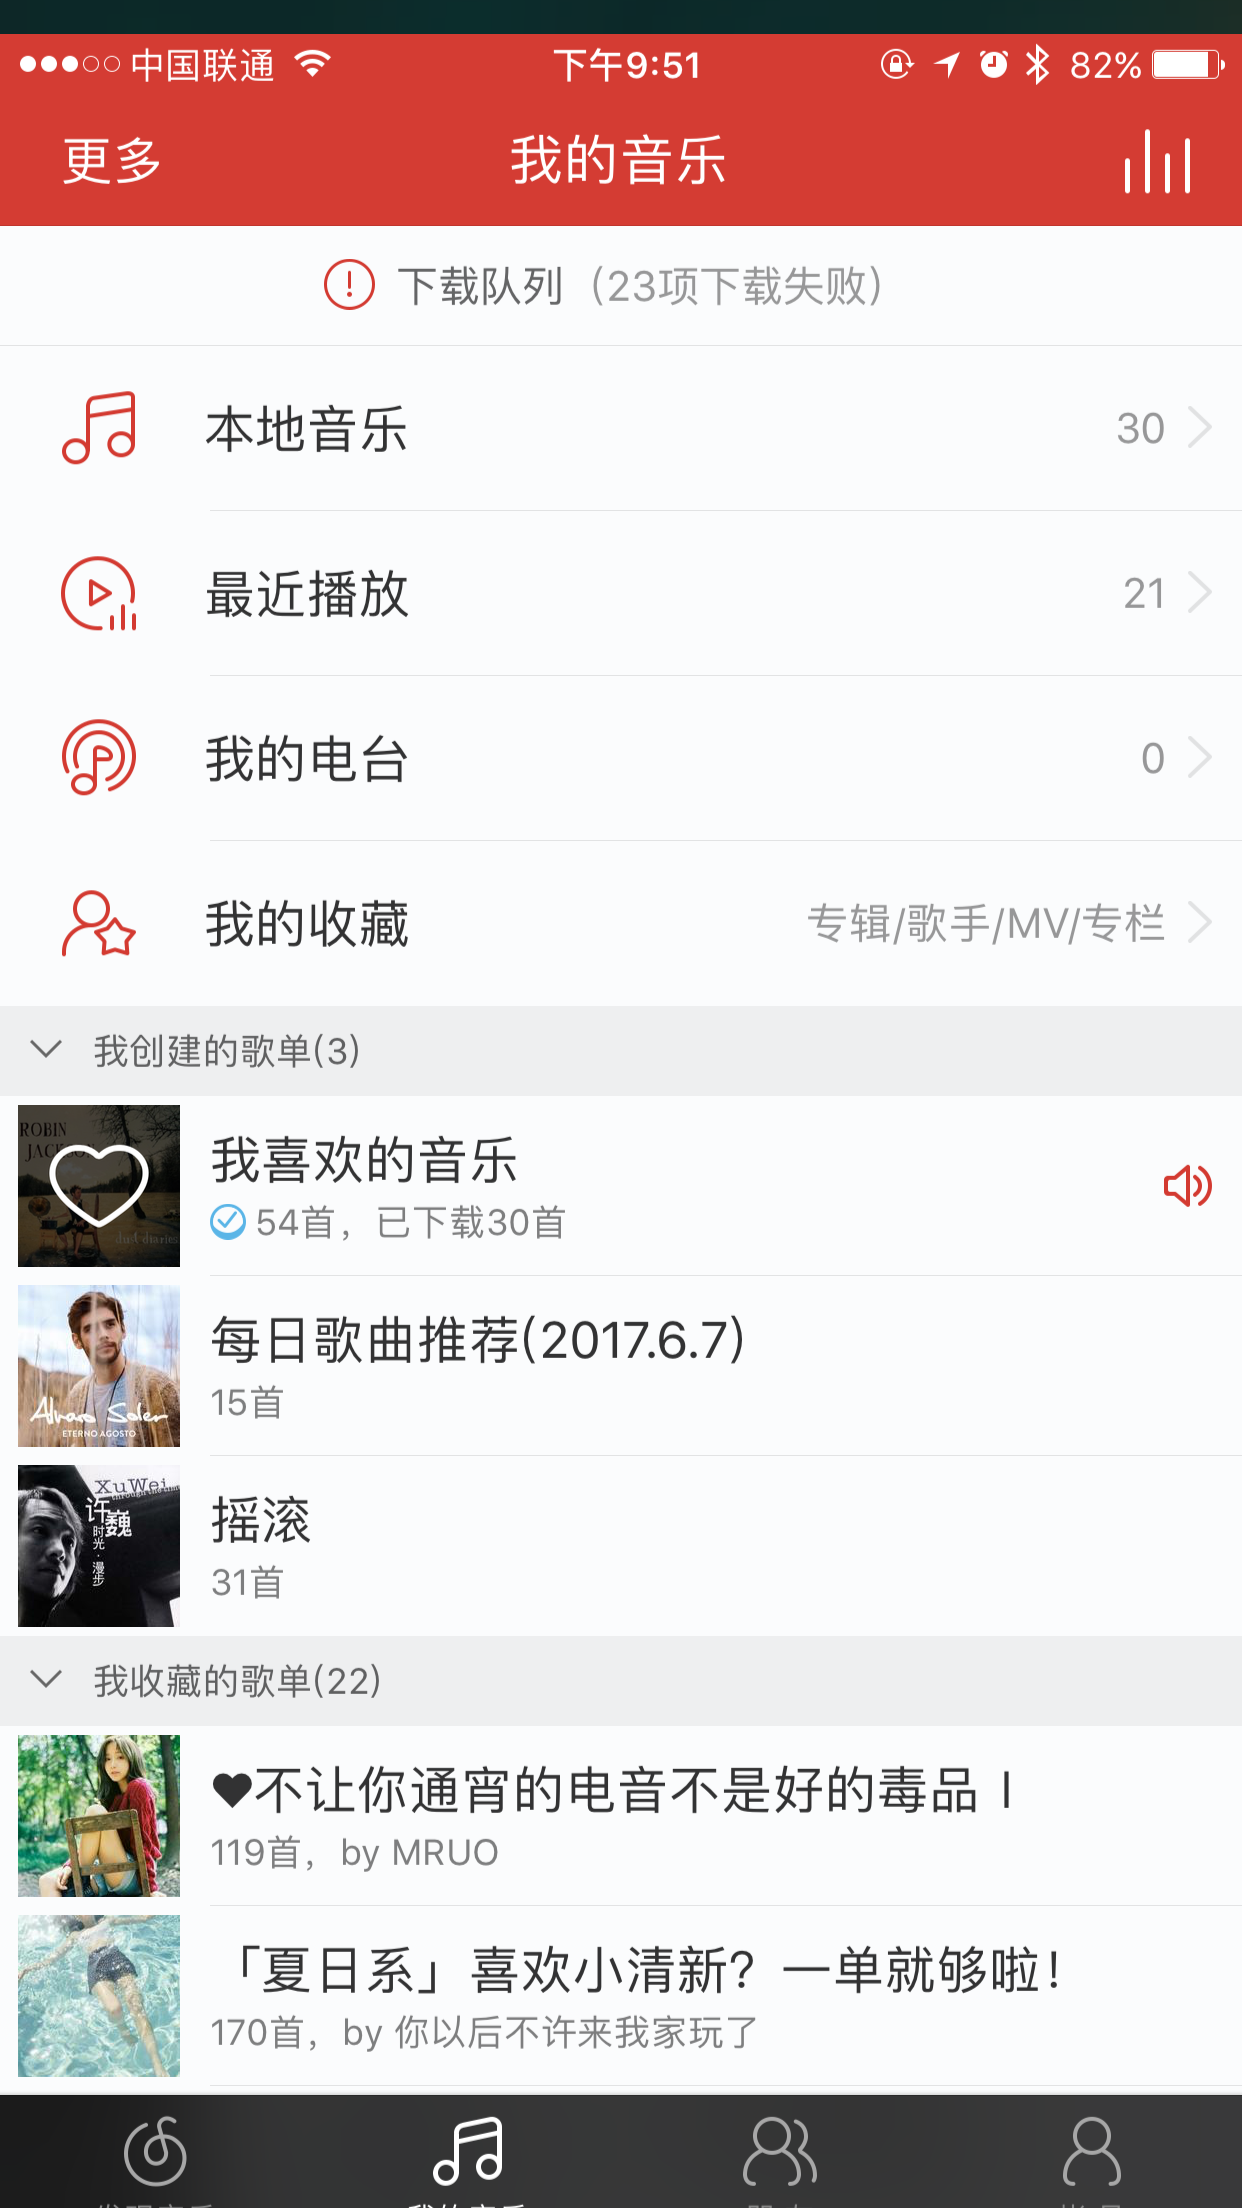 中国联通
下午9:51
82%
更多
我的音乐
下载队列（23项下载失败）
本地音乐
30
最近播放
21
我的电台
0
我的收藏
专辑/歌手/MV/专栏
我创建的歌单(3)
ROBIN
我喜欢的音乐
54首，已下载30首
dust diaries
每日歌曲推荐(2017.6.7)
15首
Alvaro Soler
ETERNO AGOSTO
XuWei
through the time
许巍
时光·漫步
摇滚
31首
我收藏的歌单(22)
❤不让你通宵的电音不是好的毒品 I
119首，by MRUO
「夏日系」喜欢小清新？一单就够啦！
170首，by 你以后不许来我家玩了